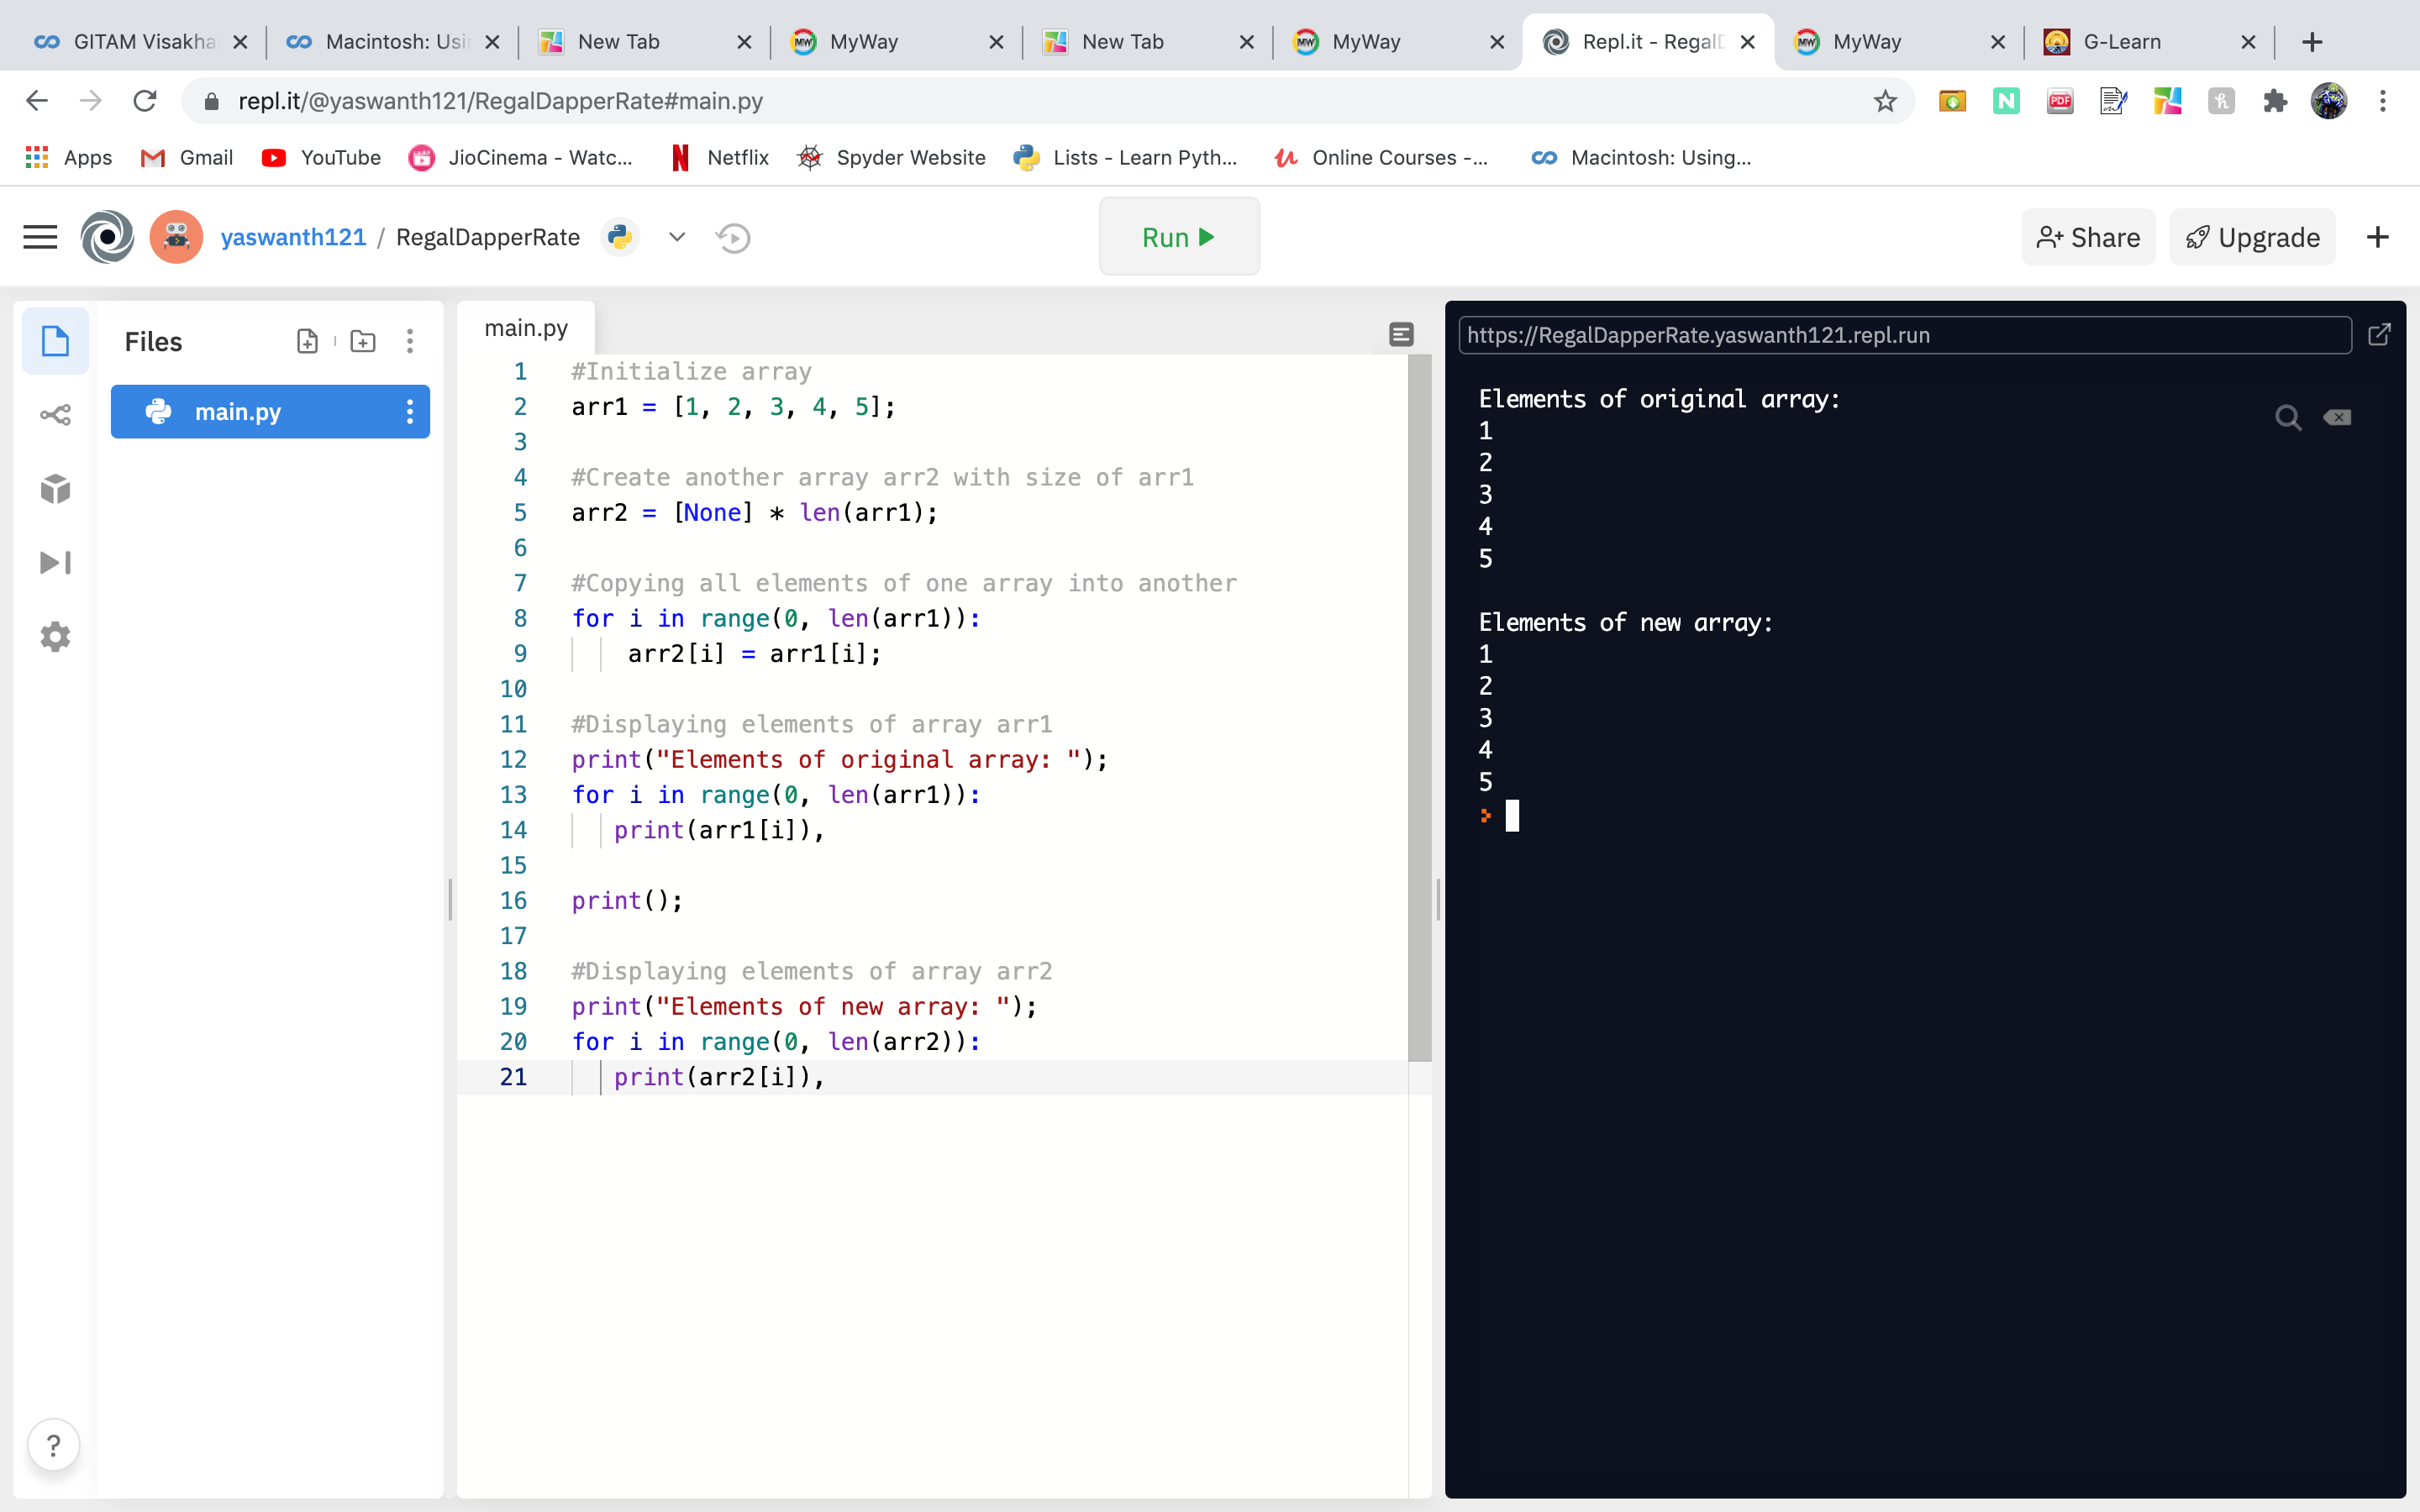 GITAM Visakha
Macintosh: Usi
New Tab
MyWay
New Tab
MyWay
Repl.it - RegalD
MyWay
G-Learn
repl.it/@yaswanth121/RegalDapperRate#main.py
Apps
Gmail
YouTube
JioCinema - Watc...
Netflix
Spyder Website
Lists - Learn Pyth...
Online Courses -...
Macintosh: Using...
yaswanth121 / RegalDapperRate
Run
Share
Upgrade
Files
main.py
main.py
1 #Initialize array
2 arr1 = [1, 2, 3, 4, 5];
3
4 #Create another array arr2 with size of arr1
5 arr2 = [None] * len(arr1);
6
7 #Copying all elements of one array into another
8 for i in range(0, len(arr1)):
9     arr2[i] = arr1[i];
10
11 #Displaying elements of array arr1
12 print("Elements of original array: ");
13 for i in range(0, len(arr1)):
14    print(arr1[i]),
15
16 print();
17
18 #Displaying elements of array arr2
19 print("Elements of new array: ");
20 for i in range(0, len(arr2)):
21    print(arr2[i]),
https://RegalDapperRate.yaswanth121.repl.run
Elements of original array:
1
2
3
4
5
Elements of new array:
1
2
3
4
5
?